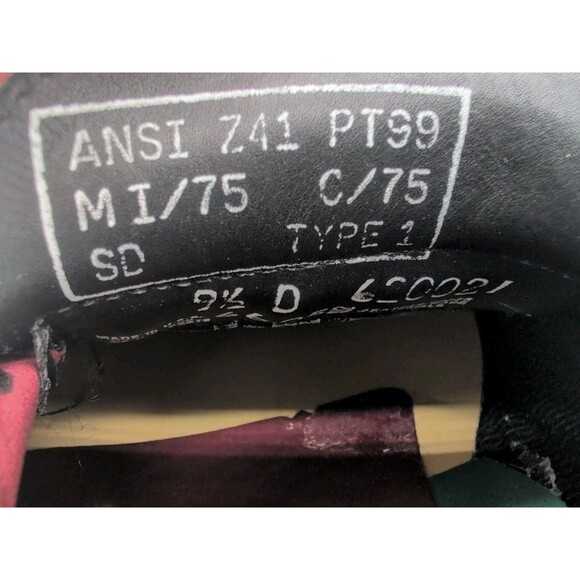 ANSI Z41 PT99
M I/75 C/75
SD TYPE 1
9½ D